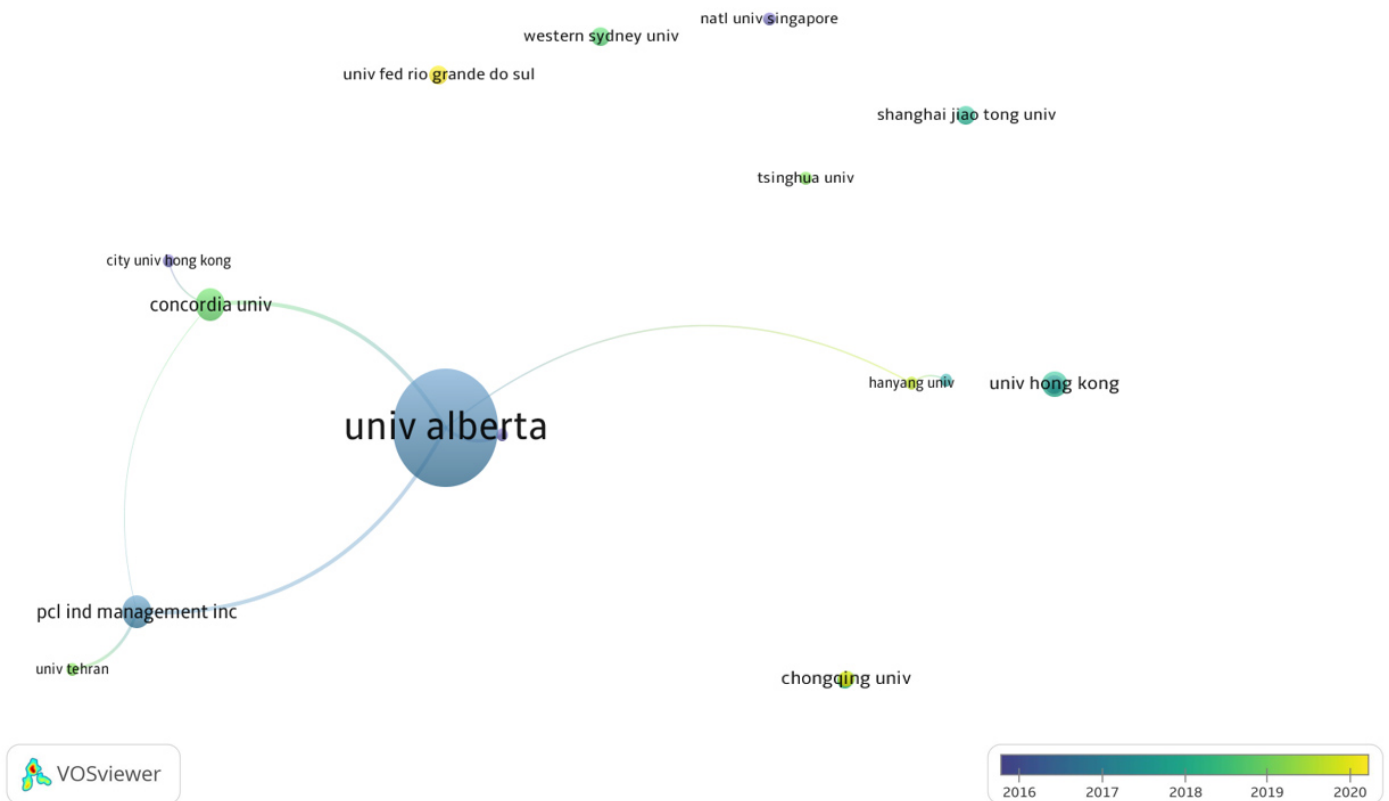 natl univ singapore
western sydney univ
univ fed rio grande do sul
shanghai jiao tong univ
tsinghua univ
city univ hong kong
concordia univ
hanyang univ
univ hong kong
univ alberta
pcl ind management inc
univ tehran
chongqing univ
VOSviewer
2016 2017 2018 2019 2020